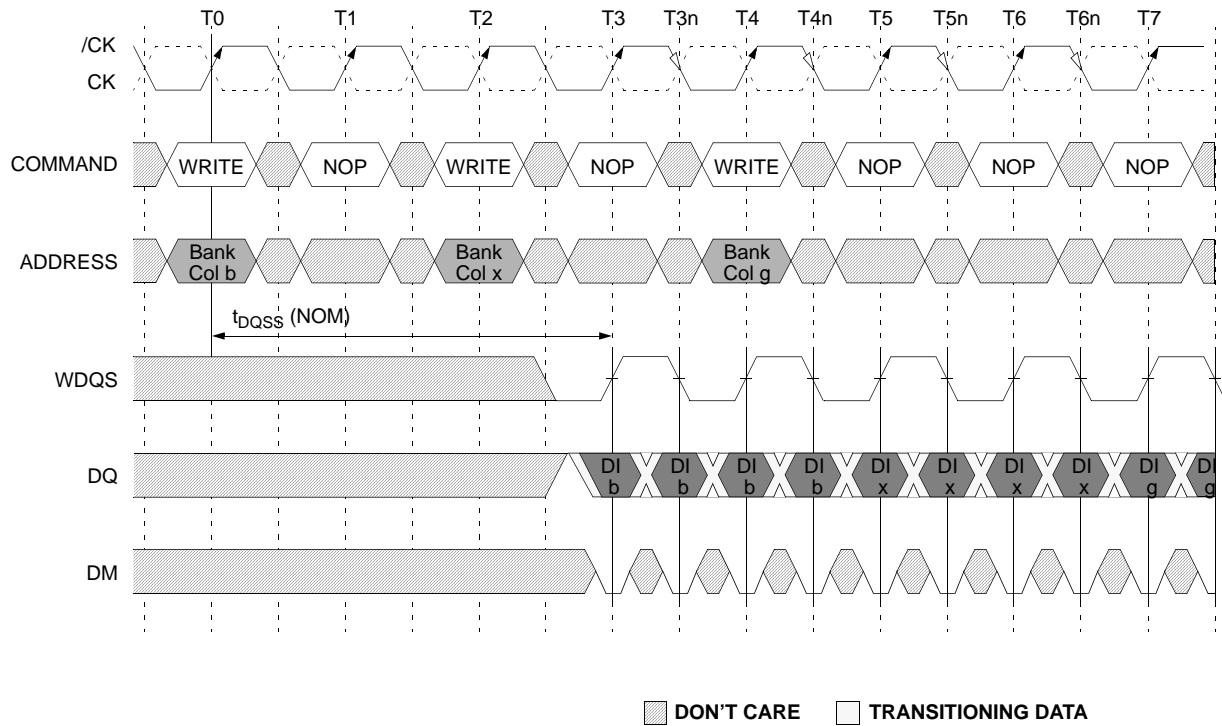 T0 T1 T2 T3 T3n T4 T4n T5 T5n T6 T6n T7
/CK
CK
COMMAND WRITE NOP WRITE NOP WRITE NOP NOP NOP
ADDRESS Bank Col b Bank Col x Bank Col g
tDQSS (NOM)
WDQS
DQ DI b DI b DI b DI b DI x DI x DI x DI x DI g DI g
DM
DON'T CARE TRANSITIONING DATA